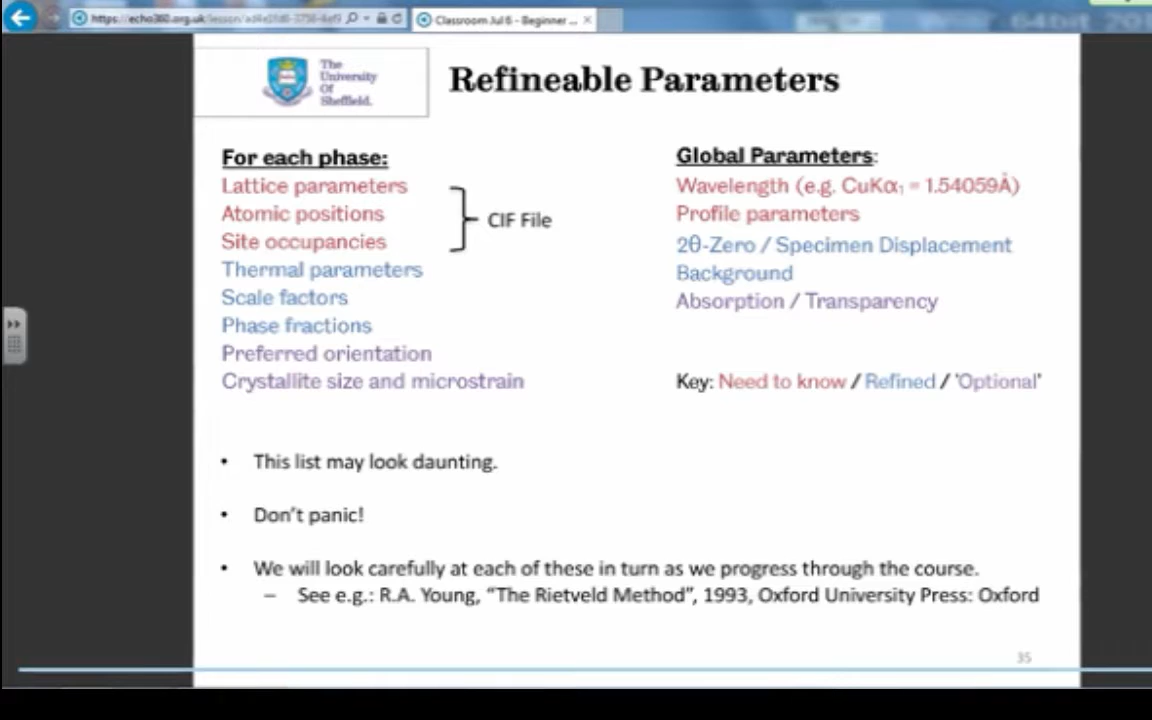 Classroom Jul 6 - Beginner ...
The
University
Of
Sheffield.
Refineable Parameters
For each phase:
Lattice parameters
Atomic positions
Site occupancies
CIF File
Thermal parameters
Scale factors
Phase fractions
Preferred orientation
Crystallite size and microstrain
Global Parameters:
Wavelength (e.g. CuKα₁ = 1.54059Å)
Profile parameters
2θ-Zero / Specimen Displacement
Background
Absorption / Transparency
Key: Need to know / Refined / 'Optional'
• This list may look daunting.
• Don't panic!
• We will look carefully at each of these in turn as we progress through the course.
– See e.g.: R.A. Young, "The Rietveld Method", 1993, Oxford University Press: Oxford
35